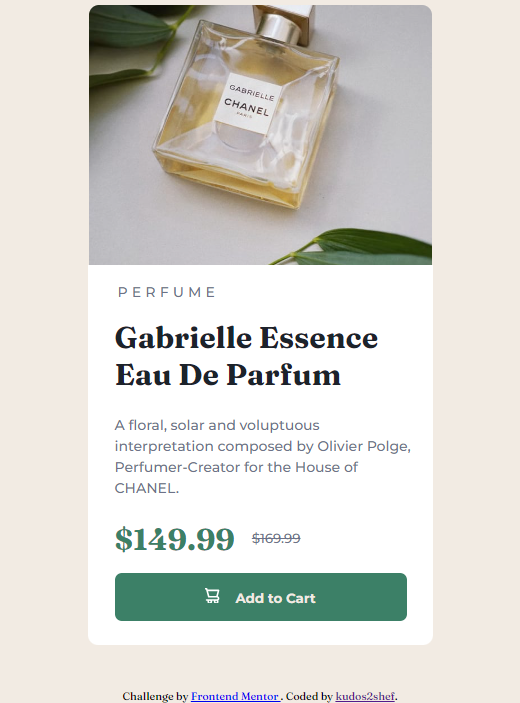 GABRIELLE
CHANEL
PARIS
PERFUME
Gabrielle Essence
Eau De Parfum
A floral, solar and voluptuous
interpretation composed by Olivier Polge,
Perfumer-Creator for the House of
CHANEL.
$149.99 $169.99
Add to Cart
Challenge by Frontend Mentor . Coded by kudos2shef.